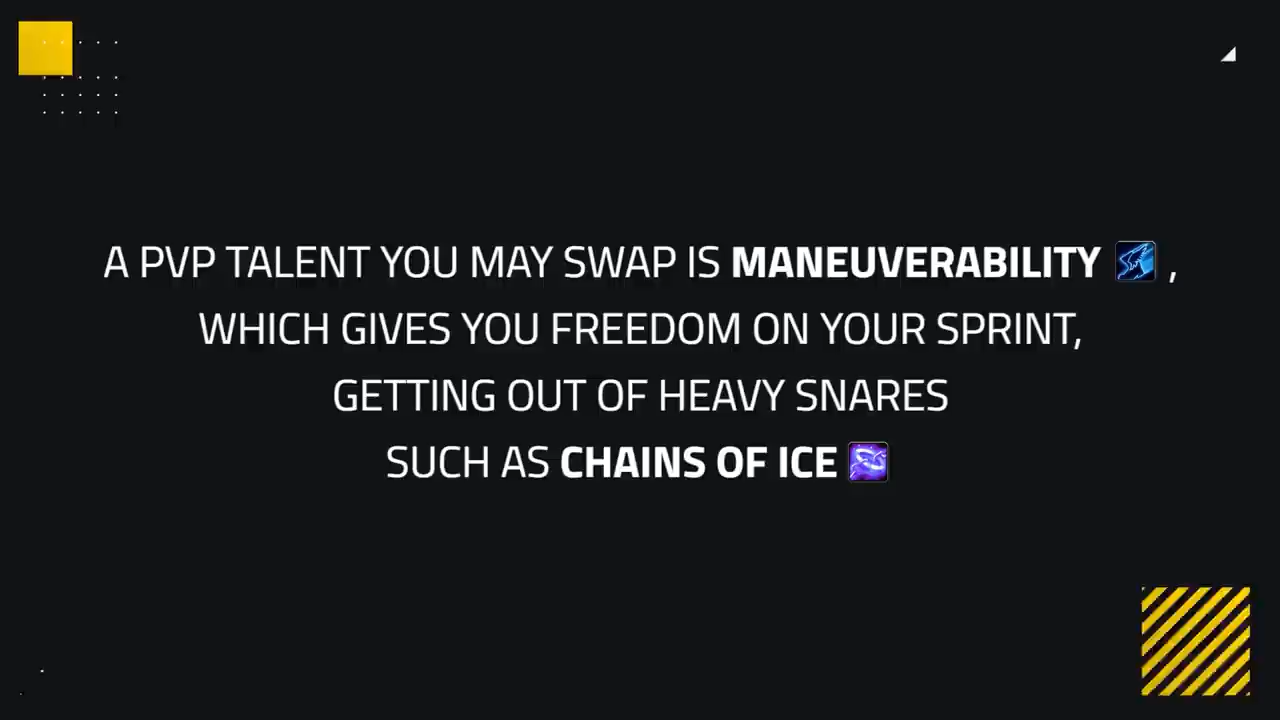 A PVP TALENT YOU MAY SWAP IS MANEUVERABILITY ,
WHICH GIVES YOU FREEDOM ON YOUR SPRINT,
GETTING OUT OF HEAVY SNARES
SUCH AS CHAINS OF ICE